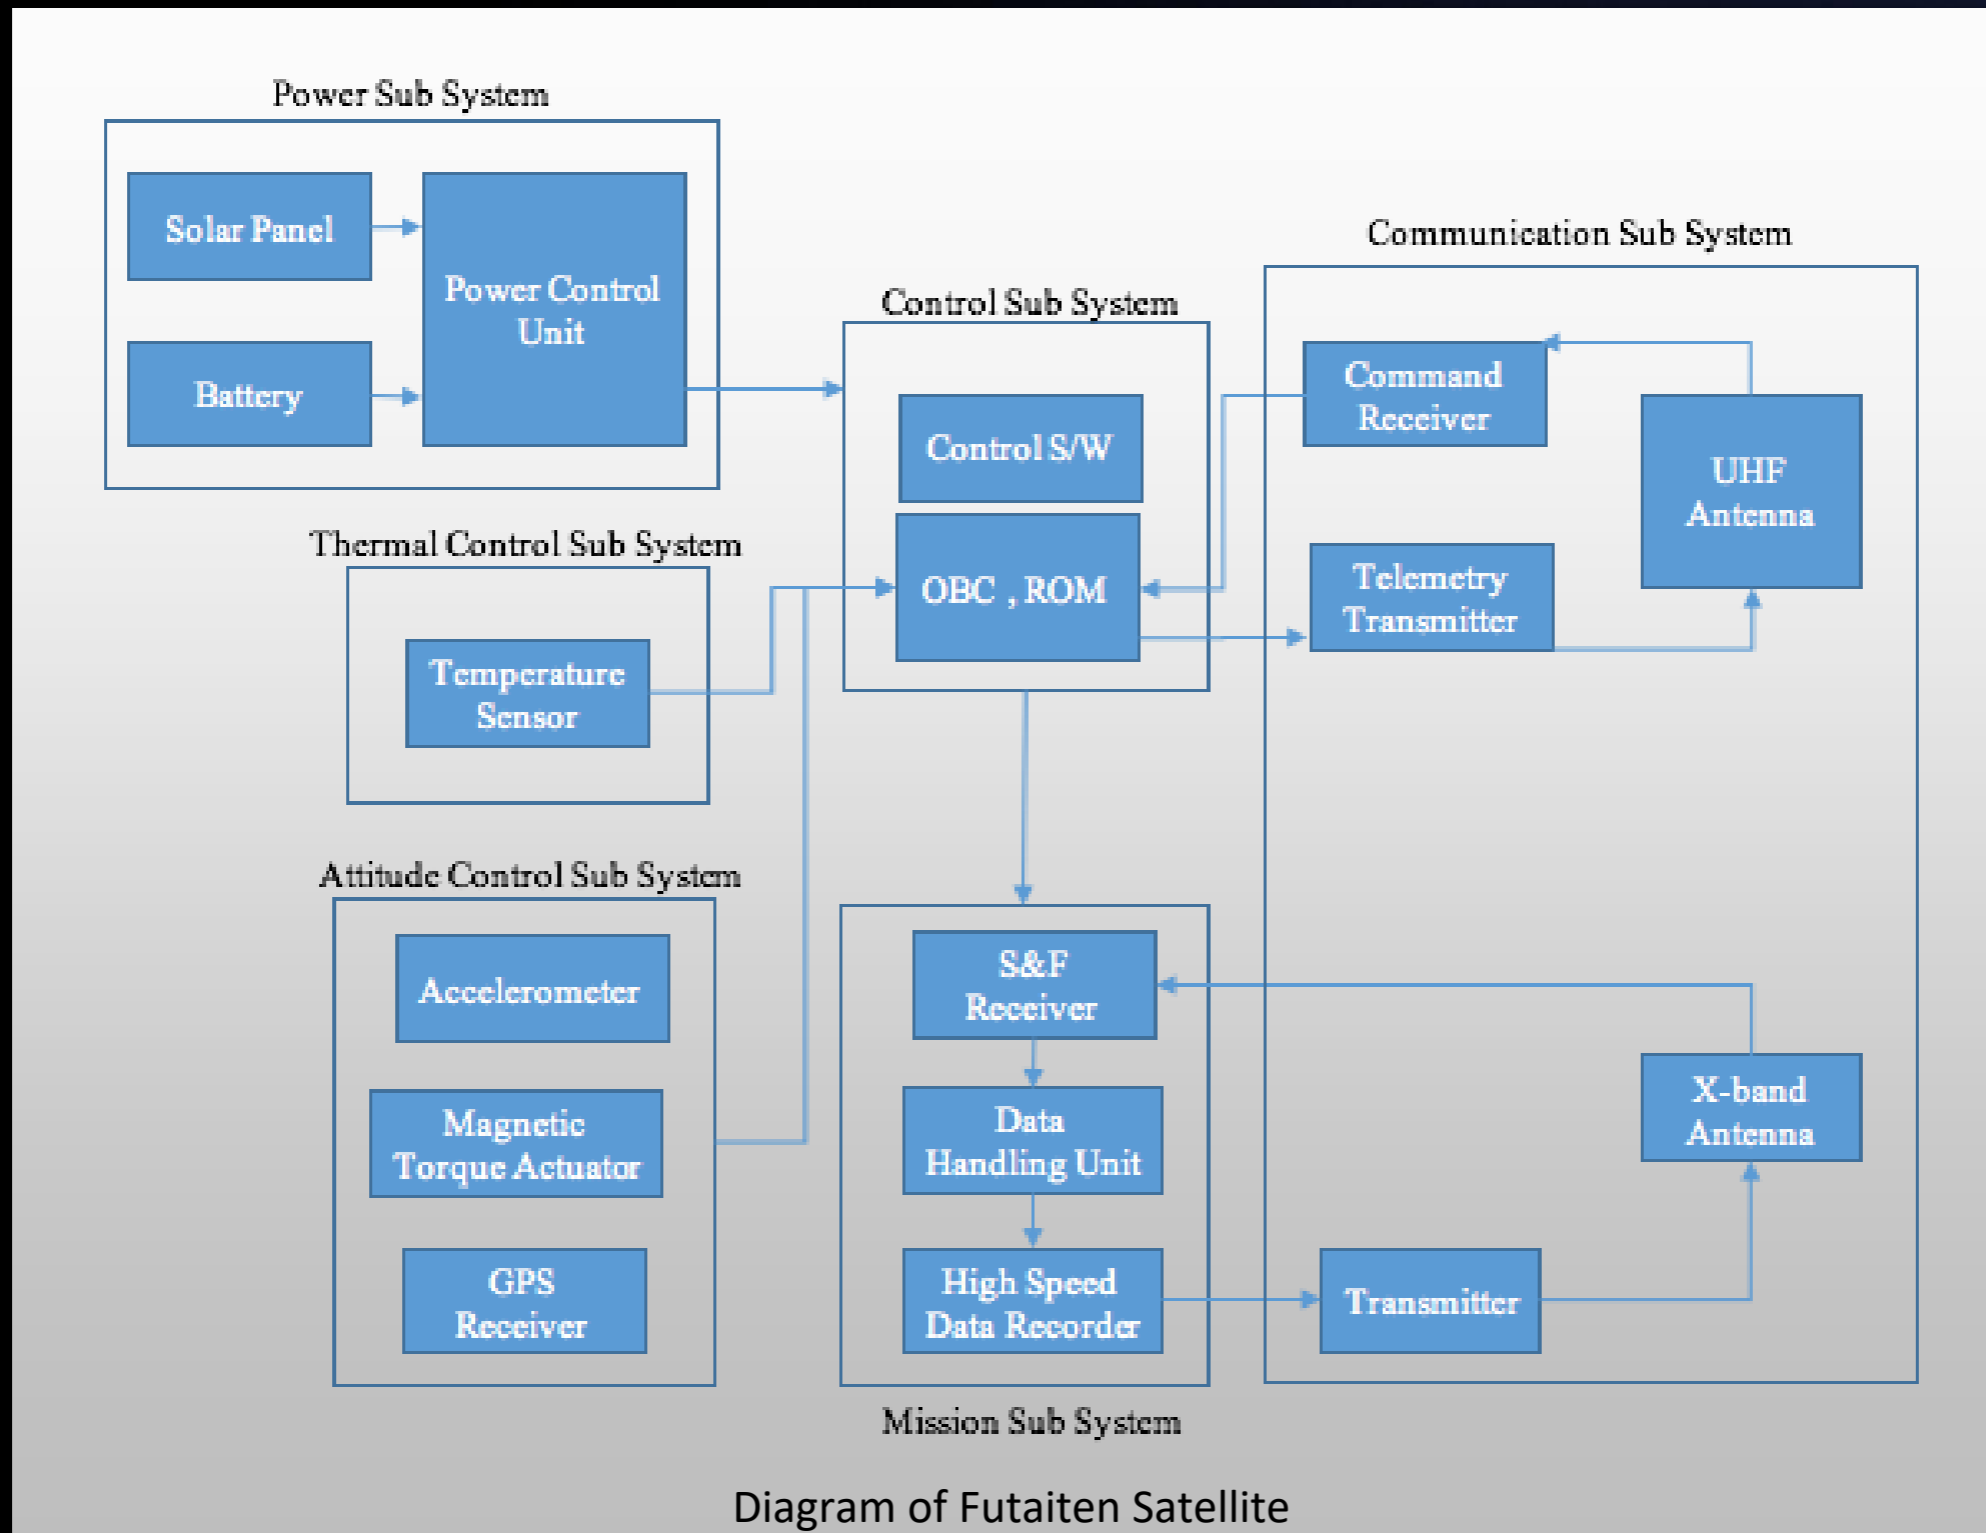 Power Sub System
Solar Panel
Battery
Power Control
Unit
Thermal Control Sub System
Temperature
Sensor
Attitude Control Sub System
Accelerometer
Magnetic
Torque Actuator
GPS
Receiver
Control Sub System
Control S/W
OBC , ROM
S&F
Receiver
Data
Handling Unit
High Speed
Data Recorder
Mission Sub System
Communication Sub System
Command
Receiver
UHF
Antenna
Telemetry
Transmitter
X-band
Antenna
Transmitter
Diagram of Futaiten Satellite